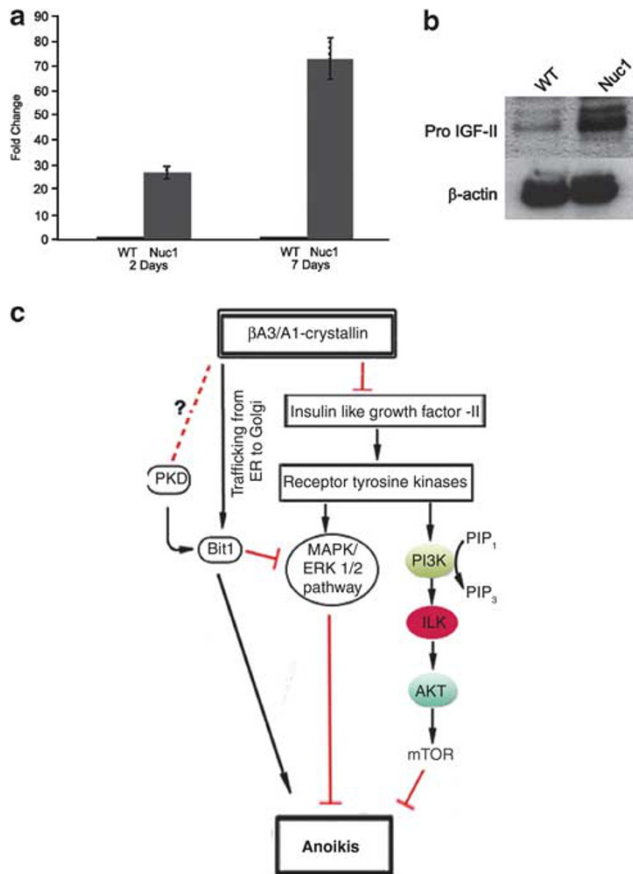 a
90
80
70
60
50
40
30
20
10
0
Fold Change
WT Nuc1
2 Days
WT Nuc1
7 Days
b
WT
Nuc1
Pro IGF-II
β-actin
c
βA3/A1-crystallin
?
Trafficking from
ER to Golgi
Insulin like growth factor -II
Receptor tyrosine kinases
PKD
Bit1
MAPK/
ERK 1/2
pathway
PI3K
PIP1
PIP3
ILK
AKT
mTOR
Anoikis